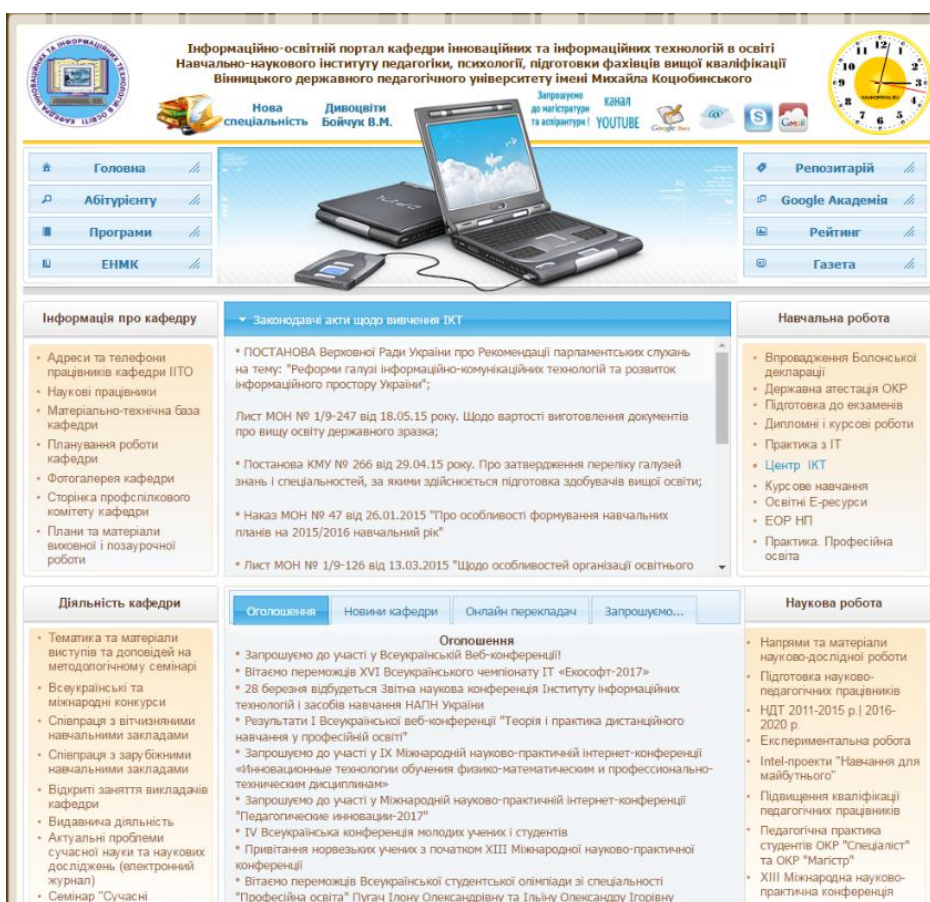 Інформаційно-освітній портал кафедри інноваційних та інформаційних технологій в освіті
Навчально-наукового інституту педагогіки, психології, підготовки фахівців вищої кваліфікації
Вінницького державного педагогічного університету імені Михайла Коцюбинського
Нова
спеціальність
Дивоцвіти
Бойчук В.М.
Запрошуємо
до магістратури
та аспірантури !
КАНАЛ
YOUTUBE
Google Docs
Gmail
Головна
Абітурієнту
Програми
ЕНМК
Репозитарій
Google Академія
Рейтинг
Газета
Інформація про кафедру
• Адреси та телефони
працівників кафедри ІІТО
• Наукові працівники
• Матеріально-технічна база
кафедри
• Планування роботи
кафедри
• Фотогалерея кафедри
• Сторінка профспілкового
комітету кафедри
• Плани та матеріали
виховної і позаурочної
роботи
Законодавчі акти щодо вивчення ІКТ
* ПОСТАНОВА Верховної Ради України про Рекомендації парламентських слухань
на тему: "Реформи галузі інформаційно-комунікаційних технологій та розвиток
інформаційного простору України";
Лист МОН № 1/9-247 від 18.05.15 року. Щодо вартості виготовлення документів
про вищу освіту державного зразка;
* Постанова КМУ № 266 від 29.04.15 року. Про затвердження переліку галузей
знань і спеціальностей, за якими здійснюється підготовка здобувачів вищої освіти;
* Наказ МОН № 47 від 26.01.2015 "Про особливості формування навчальних
планів на 2015/2016 навчальний рік"
* Лист МОН № 1/9-126 від 13.03.2015 "Щодо особливостей організації освітнього
Навчальна робота
• Впровадження Болонської
декларації
• Державна атестація ОКР
• Підготовка до екзаменів
• Дипломні і курсові роботи
• Практика з ІТ
• Центр ІКТ
• Курсове навчання
• Освітні Е-ресурси
• ЕОР НП
• Практика. Професійна
освіта
Діяльність кафедри
• Тематика та матеріали
виступів та доповідей на
методологічному семінарі
• Всеукраїнські та
міжнародні конкурси
• Співпраця з вітчизняними
навчальними закладами
• Співпраця з зарубіжними
навчальними закладами
• Відкриті заняття викладачів
кафедри
• Видавнича діяльність
• Актуальні проблеми
сучасної науки та наукових
досліджень (електронний
журнал)
• Семінар "Сучасні
Оголошення
Новини кафедри
Онлайн перекладач
Запрошуємо...
Оголошення
* Запрошуємо до участі у Всеукраїнській Веб-конференції!
* Вітаємо переможців XVI Всеукраїнського чемпіонату ІТ «Екософт-2017»
* 28 березня відбудеться Звітна наукова конференція Інституту інформаційних
технологій і засобів навчання НАПН України
* Результати І Всеукраїнської веб-конференції "Теорія і практика дистанційного
навчання у професійній освіті"
* Запрошуємо до участі у IX Міжнародній науково-практичній інтернет-конференції
«Инновационные технологии обучения физико-математическим и профессионально-
техническим дисциплинам»
* Запрошуємо до участі у Міжнародній науково-практичній інтернет-конференції
"Педагогические инновации-2017"
* IV Всеукраїнська конференція молодих учених і студентів
* Привітання норвезьких учених з початком XIII Міжнародної науково-практичної
конференції
* Вітаємо переможців Всеукраїнської студентської олімпіади зі спеціальності
"Професійна освіта" Пугач Ілону Олександрівну та Ільїну Олександру Ігорівну
Наукова робота
• Напрями та матеріали
науково-дослідної роботи
• Підготовка науково-
педагогічних працівників
• НДТ 2011-2015 р.| 2016-
2020 р.
• Експериментальна робота
• Intel-проекти "Навчання для
майбутнього"
• Підвищення кваліфікації
педагогічних працівників
• Педагогічна практика
студентів ОКР "Спеціаліст"
та ОКР "Магістр"
• XIII Міжнародна науково-
практична конференція